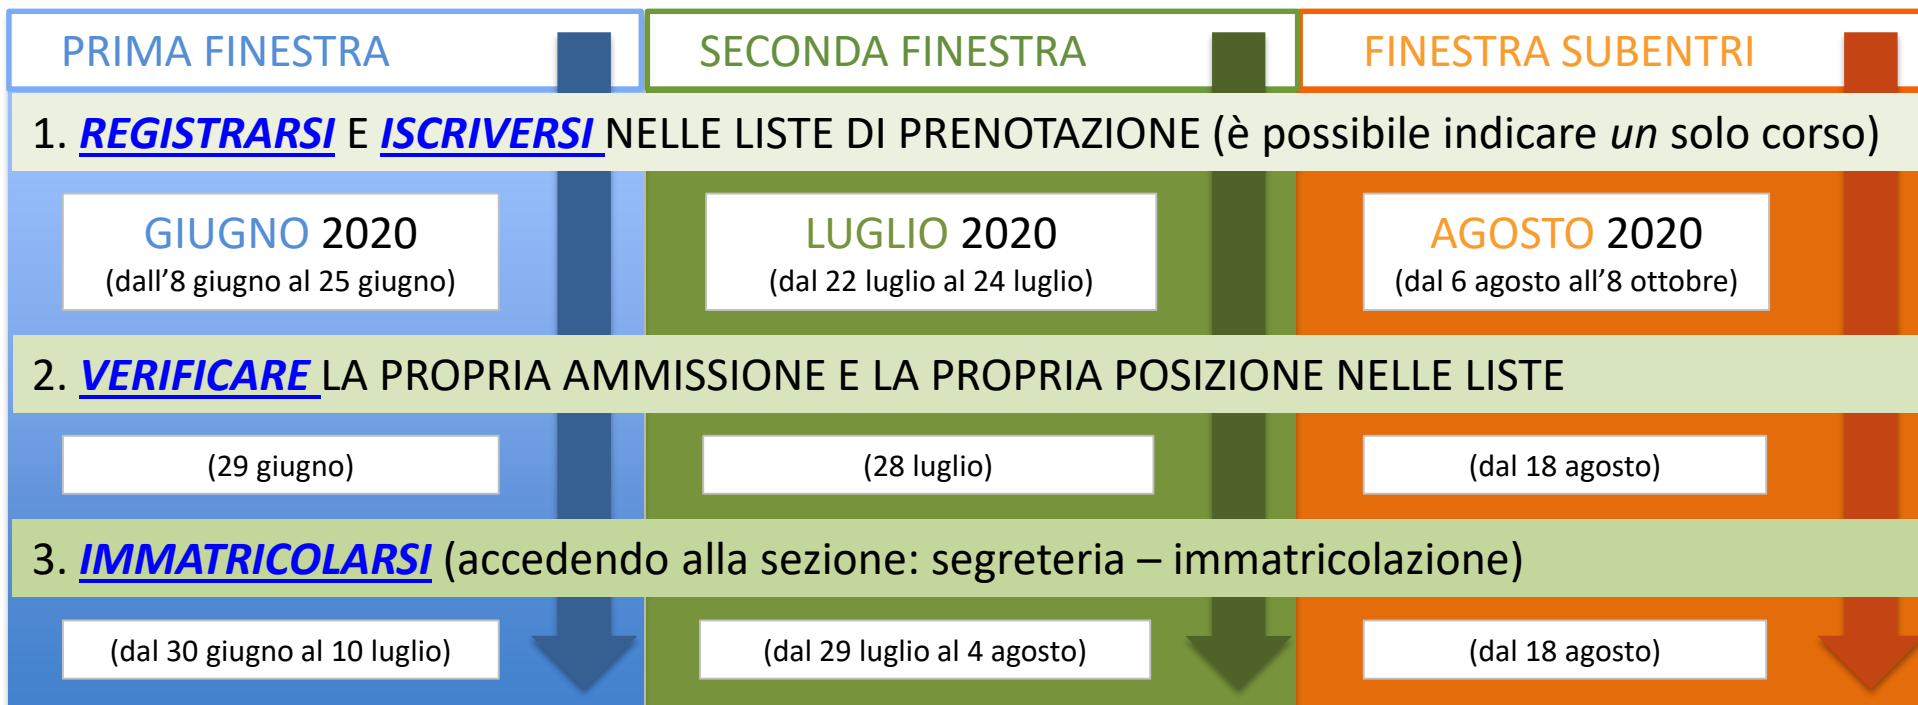 PRIMA FINESTRA
SECONDA FINESTRA
FINESTRA SUBENTRI
1. REGISTRARSI E ISCRIVERSI NELLE LISTE DI PRENOTAZIONE (è possibile indicare un solo corso)
GIUGNO 2020
(dall’8 giugno al 25 giugno)
LUGLIO 2020
(dal 22 luglio al 24 luglio)
AGOSTO 2020
(dal 6 agosto all’8 ottobre)
2. VERIFICARE LA PROPRIA AMMISSIONE E LA PROPRIA POSIZIONE NELLE LISTE
(29 giugno)
(28 luglio)
(dal 18 agosto)
3. IMMATRICOLARSI (accedendo alla sezione: segreteria – immatricolazione)
(dal 30 giugno al 10 luglio)
(dal 29 luglio al 4 agosto)
(dal 18 agosto)